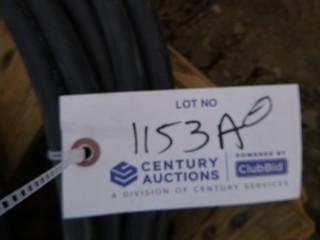 LOT NO
1153A
CENTURY AUCTIONS
POWERED BY
ClubBid
A DIVISION OF CENTURY SERVICES